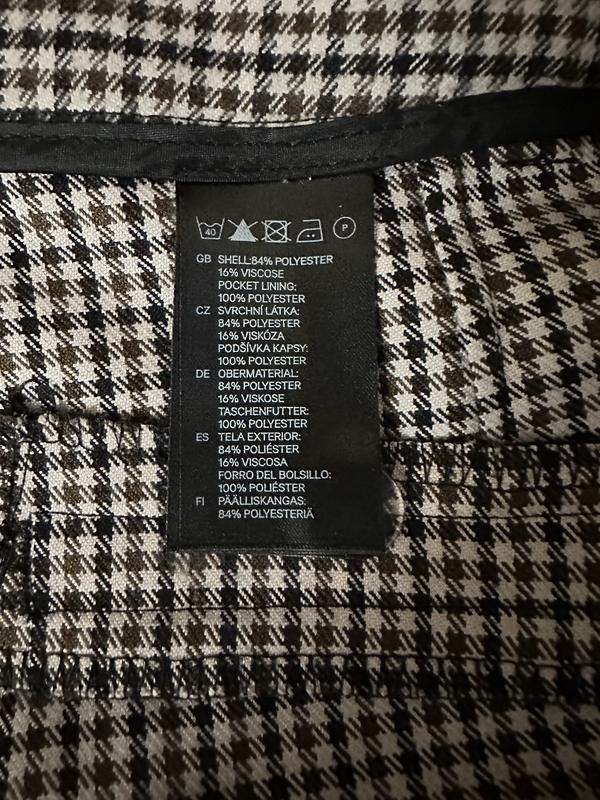 40 P
GB SHELL:84% POLYESTER
16% VISCOSE
POCKET LINING:
100% POLYESTER
CZ SVRCHNÍ LÁTKA:
84% POLYESTER
16% VISKÓZA
PODŠÍVKA KAPSY:
100% POLYESTER
DE OBERMATERIAL:
84% POLYESTER
16% VISKOSE
TASCHENFUTTER:
100% POLYESTER
ES TELA EXTERIOR:
84% POLIÉSTER
16% VISCOSA
FORRO DEL BOLSILLO:
100% POLIÉSTER
FI PÄÄLLISKANGAS:
84% POLYESTERIÄ